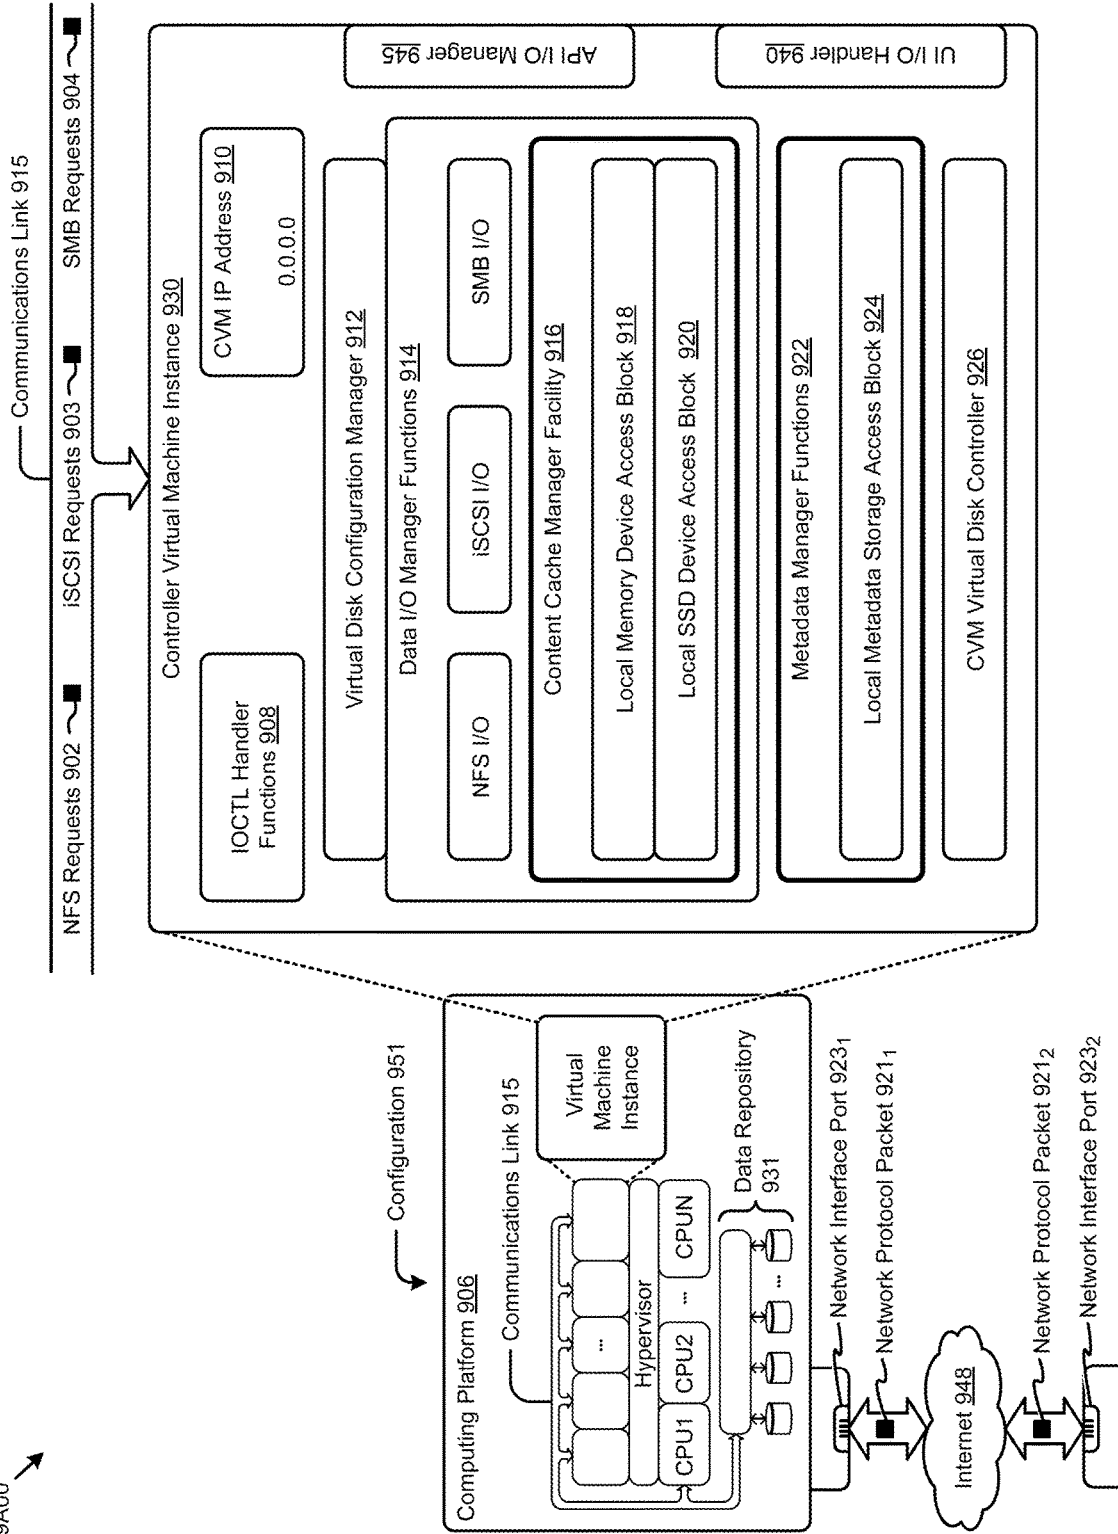 9A00
Communications Link 915
NFS Requests 902
iSCSI Requests 903
SMB Requests 904
Controller Virtual Machine Instance 930
IOCTL Handler
Functions 908
CVM IP Address 910
0.0.0.0
Virtual Disk Configuration Manager 912
Data I/O Manager Functions 914
NFS I/O
iSCSI I/O
SMB I/O
Content Cache Manager Facility 916
Local Memory Device Access Block 918
Local SSD Device Access Block 920
Metadata Manager Functions 922
Local Metadata Storage Access Block 924
CVM Virtual Disk Controller 926
API I/O Manager 945
UI I/O Handler 940
Configuration 951
Computing Platform 906
Communications Link 915
Virtual
Machine
Instance
...
Hypervisor
CPU1
CPU2
...
CPUN
Data Repository
931
...
Network Interface Port 923₁
Network Protocol Packet 921₁
Internet 948
Network Protocol Packet 921₂
Network Interface Port 923₂